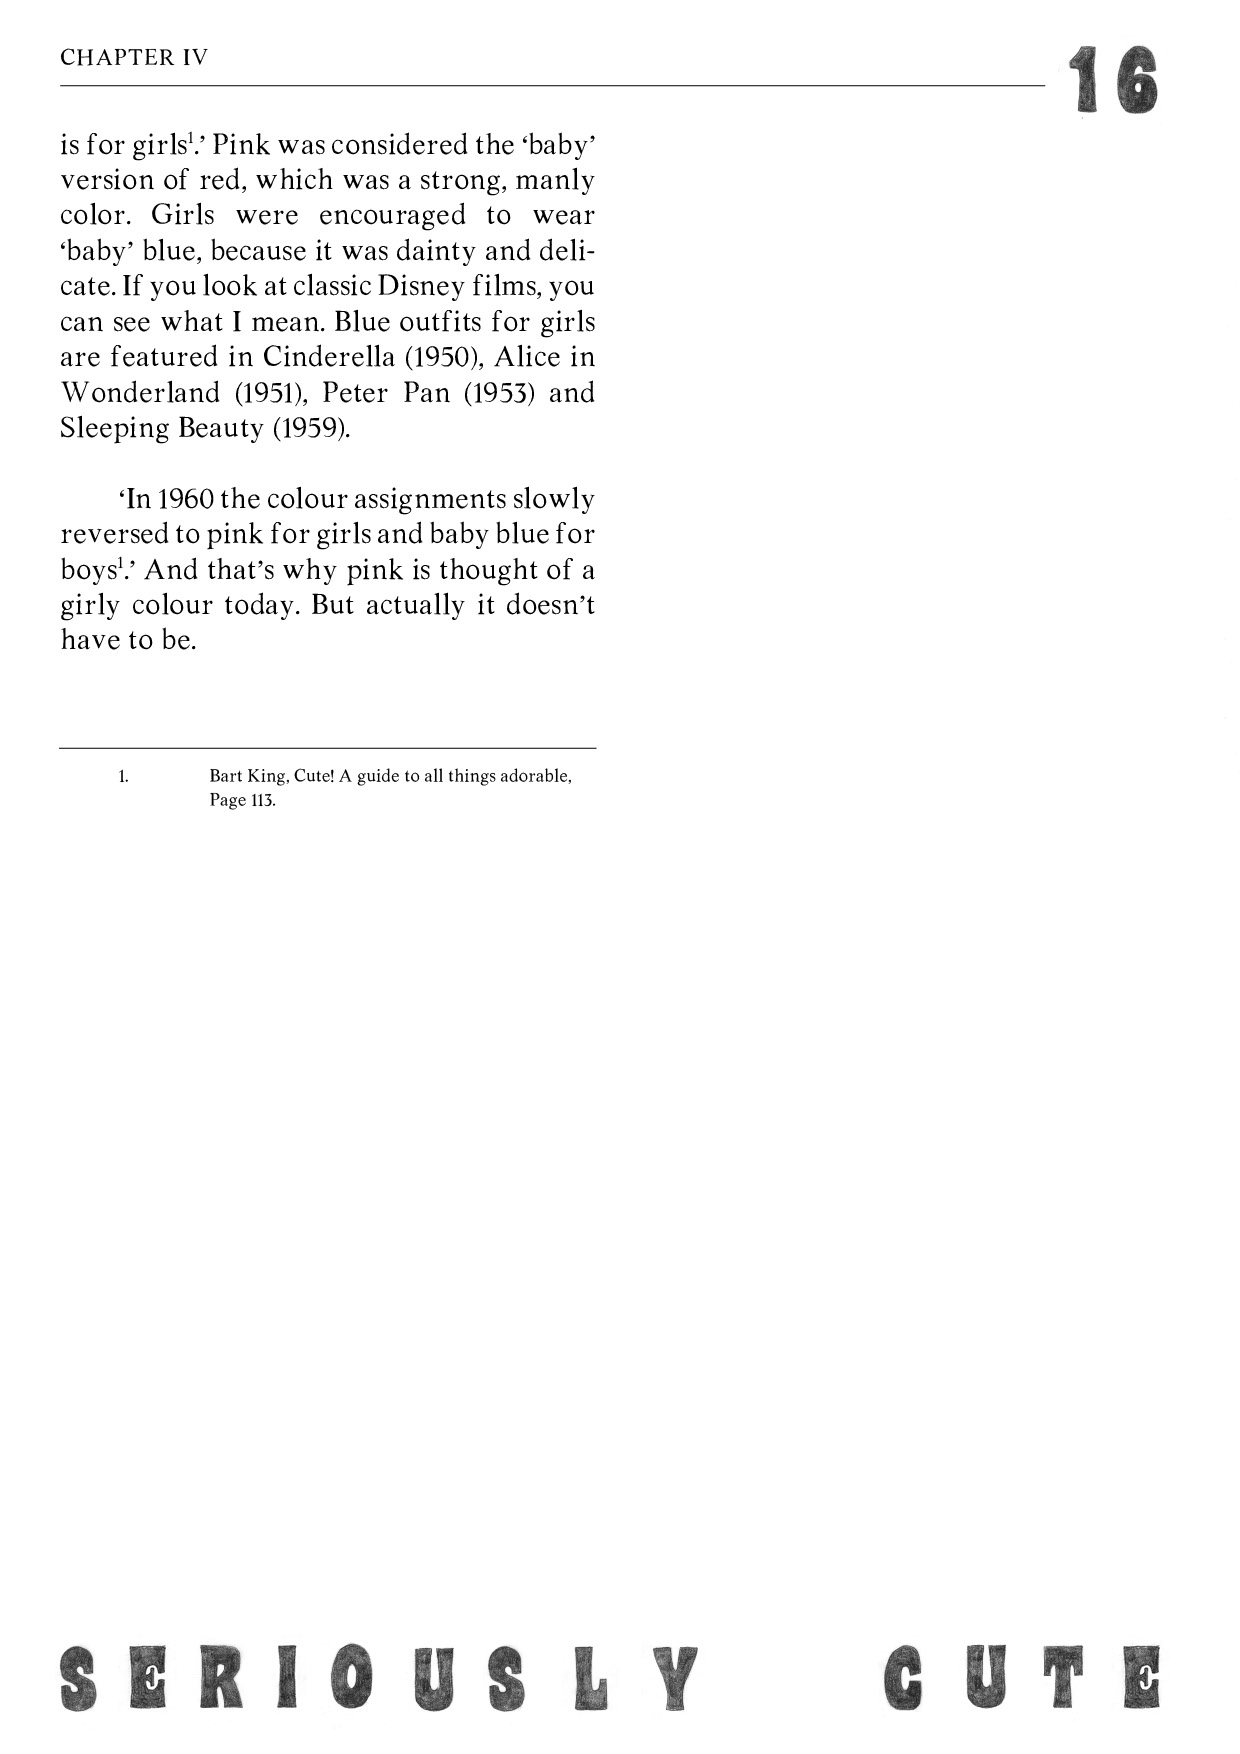 CHAPTER IV
16
is for girls¹.’ Pink was considered the ‘baby’
version of red, which was a strong, manly
color. Girls were encouraged to wear
‘baby’ blue, because it was dainty and deli-
cate. If you look at classic Disney films, you
can see what I mean. Blue outfits for girls
are featured in Cinderella (1950), Alice in
Wonderland (1951), Peter Pan (1953) and
Sleeping Beauty (1959).
‘In 1960 the colour assignments slowly
reversed to pink for girls and baby blue for
boys¹.’ And that’s why pink is thought of a
girly colour today. But actually it doesn’t
have to be.
1. Bart King, Cute! A guide to all things adorable,
Page 113.
SERIOUSLY CUTE